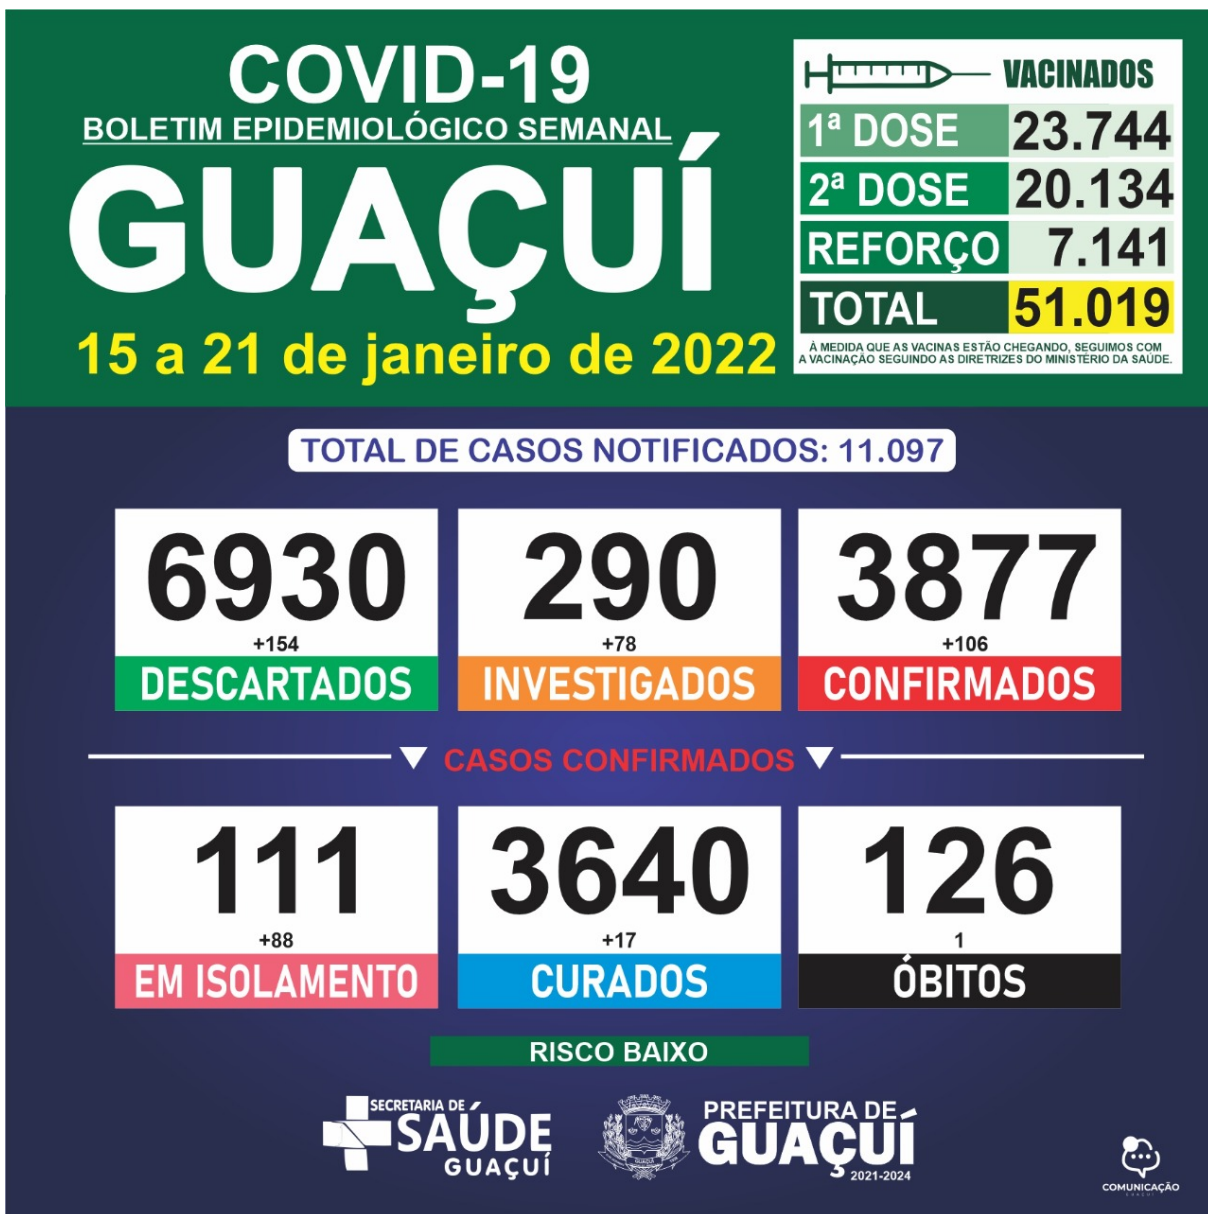 COVID-19
BOLETIM EPIDEMIOLÓGICO SEMANAL
GUAÇUÍ
15 a 21 de janeiro de 2022
VACINADOS
1ª DOSE 23.744
2ª DOSE 20.134
REFORÇO 7.141
TOTAL 51.019
À MEDIDA QUE AS VACINAS ESTÃO CHEGANDO, SEGUIMOS COM
A VACINAÇÃO SEGUINDO AS DIRETRIZES DO MINISTÉRIO DA SAÚDE.
TOTAL DE CASOS NOTIFICADOS: 11.097
6930
+154
DESCARTADOS
290
+78
INVESTIGADOS
3877
+106
CONFIRMADOS
CASOS CONFIRMADOS
111
+88
EM ISOLAMENTO
3640
+17
CURADOS
126
1
ÓBITOS
RISCO BAIXO
SECRETARIA DE
SAÚDE
GUAÇUÍ
PREFEITURA DE
GUAÇUÍ
2021-2024
COMUNICAÇÃO
GUAÇUÍ